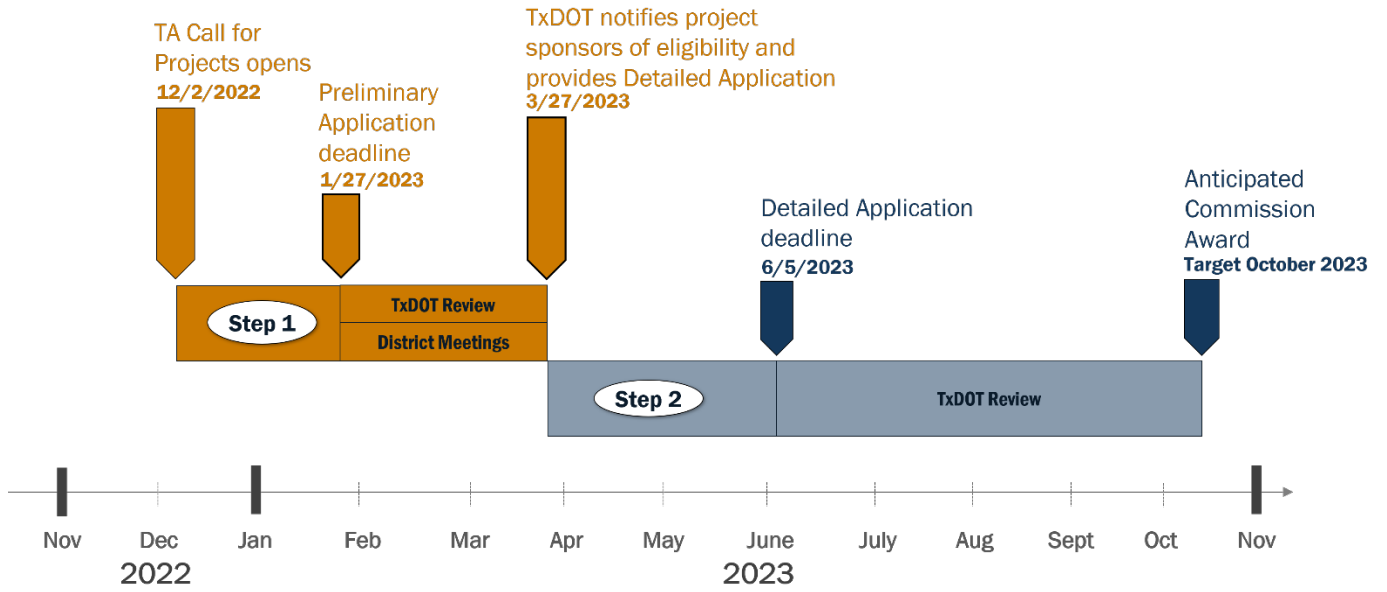 TA Call for
Projects opens
12/2/2022
Preliminary
Application
deadline
1/27/2023
TxDOT notifies project
sponsors of eligibility and
provides Detailed Application
3/27/2023
Detailed Application
deadline
6/5/2023
Anticipated
Commission
Award
Target October 2023
Step 1
TxDOT Review
District Meetings
Step 2
TxDOT Review
Nov Dec Jan Feb Mar Apr May June July Aug Sept Oct Nov
2022 2023